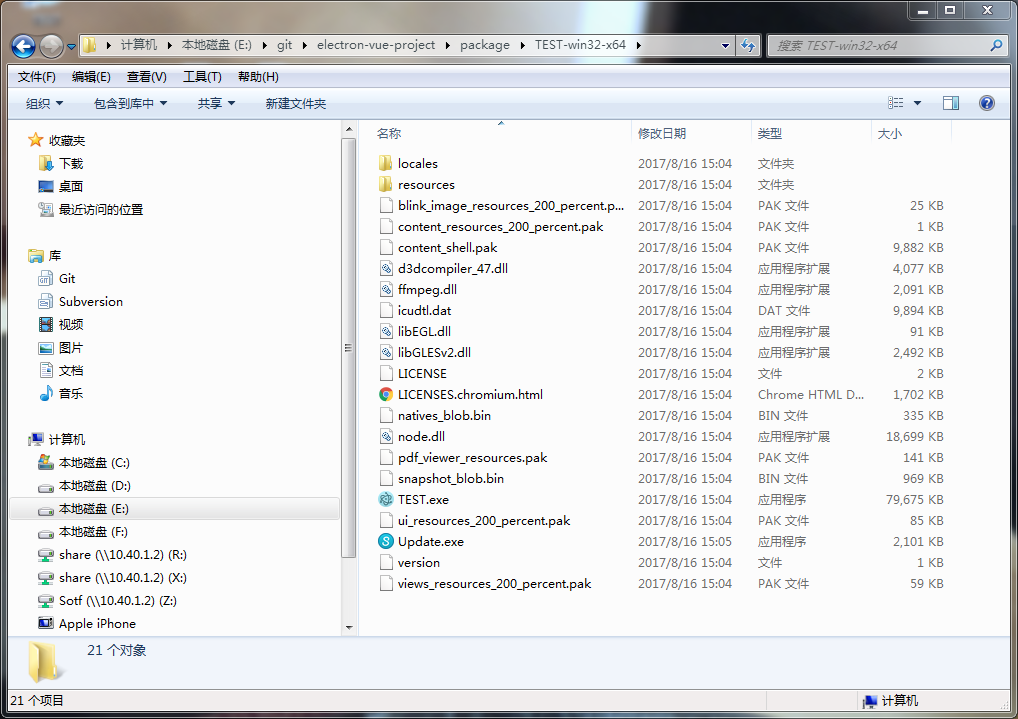 计算机 本地磁盘 (E:) git electron-vue-project package TEST-win32-x64
搜索 TEST-win32-x64
文件(F) 编辑(E) 查看(V) 工具(T) 帮助(H)
组织 包含到库中 共享 新建文件夹
收藏夹
下载
桌面
最近访问的位置
库
Git
Subversion
视频
图片
文档
音乐
计算机
本地磁盘 (C:)
本地磁盘 (D:)
本地磁盘 (E:)
本地磁盘 (F:)
share (\\10.40.1.2) (R:)
share (\\10.40.1.2) (X:)
Sotf (\\10.40.1.2) (Z:)
Apple iPhone
名称 修改日期 类型 大小
locales 2017/8/16 15:04 文件夹
resources 2017/8/16 15:04 文件夹
blink_image_resources_200_percent.p... 2017/8/16 15:04 PAK 文件 25 KB
content_resources_200_percent.pak 2017/8/16 15:04 PAK 文件 1 KB
content_shell.pak 2017/8/16 15:04 PAK 文件 9,882 KB
d3dcompiler_47.dll 2017/8/16 15:04 应用程序扩展 4,077 KB
ffmpeg.dll 2017/8/16 15:04 应用程序扩展 2,091 KB
icudtl.dat 2017/8/16 15:04 DAT 文件 9,894 KB
libEGL.dll 2017/8/16 15:04 应用程序扩展 91 KB
libGLESv2.dll 2017/8/16 15:04 应用程序扩展 2,492 KB
LICENSE 2017/8/16 15:04 文件 2 KB
LICENSES.chromium.html 2017/8/16 15:04 Chrome HTML D... 1,702 KB
natives_blob.bin 2017/8/16 15:04 BIN 文件 335 KB
node.dll 2017/8/16 15:04 应用程序扩展 18,699 KB
pdf_viewer_resources.pak 2017/8/16 15:04 PAK 文件 141 KB
snapshot_blob.bin 2017/8/16 15:04 BIN 文件 969 KB
TEST.exe 2017/8/16 15:04 应用程序 79,675 KB
ui_resources_200_percent.pak 2017/8/16 15:04 PAK 文件 85 KB
Update.exe 2017/8/16 15:05 应用程序 2,101 KB
version 2017/8/16 15:04 文件 1 KB
views_resources_200_percent.pak 2017/8/16 15:04 PAK 文件 59 KB
21 个对象
21 个项目
计算机